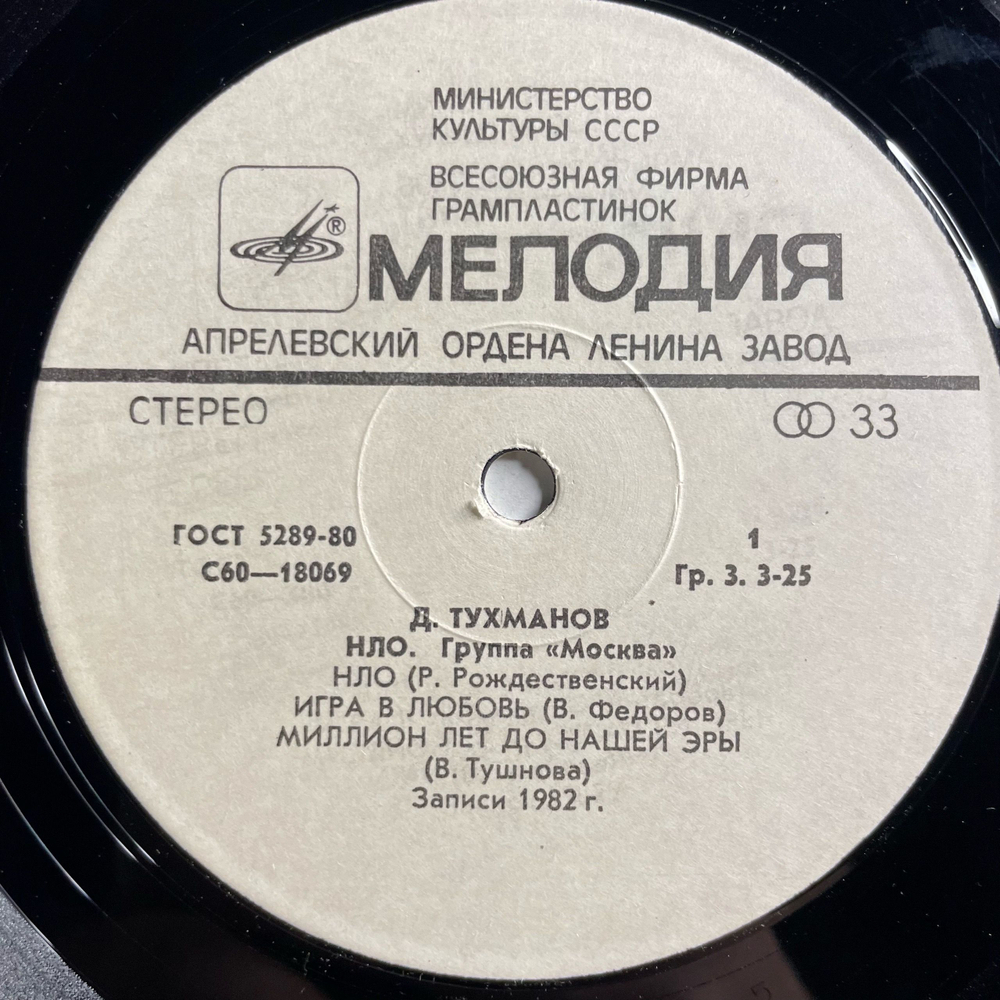 МИНИСТЕРСТВО
КУЛЬТУРЫ СССР
ВСЕСОЮЗНАЯ ФИРМА
ГРАМПЛАСТИНОК
®
МЕЛОДИЯ
АПРЕЛЕВСКИЙ ОРДЕНА ЛЕНИНА ЗАВОД
СТЕРЕО 33
ГОСТ 5289-80 1
С60—18069 Гр. 3. 3-25
Д. ТУХМАНОВ
НЛО. Группа «Москва»
НЛО (Р. Рождественский)
ИГРА В ЛЮБОВЬ (В. Федоров)
МИЛЛИОН ЛЕТ ДО НАШЕЙ ЭРЫ
(В. Тушнова)
Записи 1982 г.